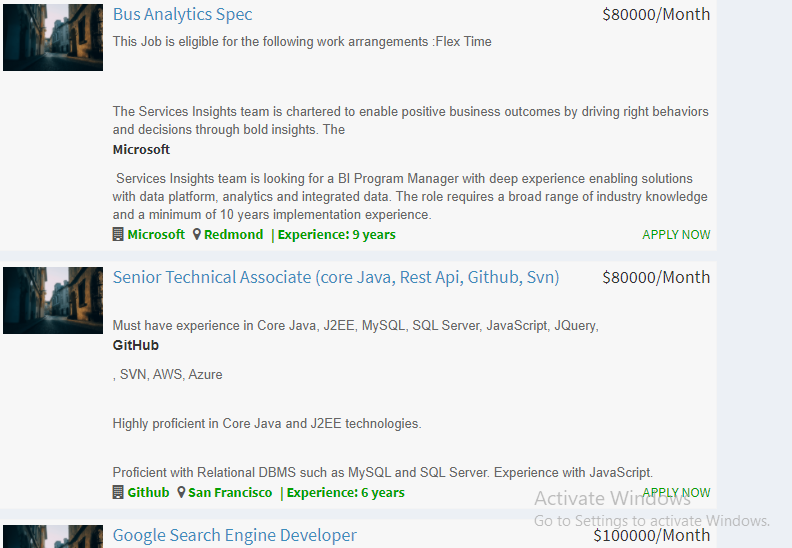 Bus Analytics Spec
$80000/Month
This Job is eligible for the following work arrangements :Flex Time
The Services Insights team is chartered to enable positive business outcomes by driving right behaviors
and decisions through bold insights. The
Microsoft
Services Insights team is looking for a BI Program Manager with deep experience enabling solutions
with data platform, analytics and integrated data. The role requires a broad range of industry knowledge
and a minimum of 10 years implementation experience.
Microsoft Redmond | Experience: 9 years APPLY NOW
Senior Technical Associate (core Java, Rest Api, Github, Svn)
$80000/Month
Must have experience in Core Java, J2EE, MySQL, SQL Server, JavaScript, JQuery,
GitHub
, SVN, AWS, Azure
Highly proficient in Core Java and J2EE technologies.
Proficient with Relational DBMS such as MySQL and SQL Server. Experience with JavaScript.
Github San Francisco | Experience: 6 years APPLY NOW
Activate Windows
Go to Settings to activate Windows.
Google Search Engine Developer
$100000/Month